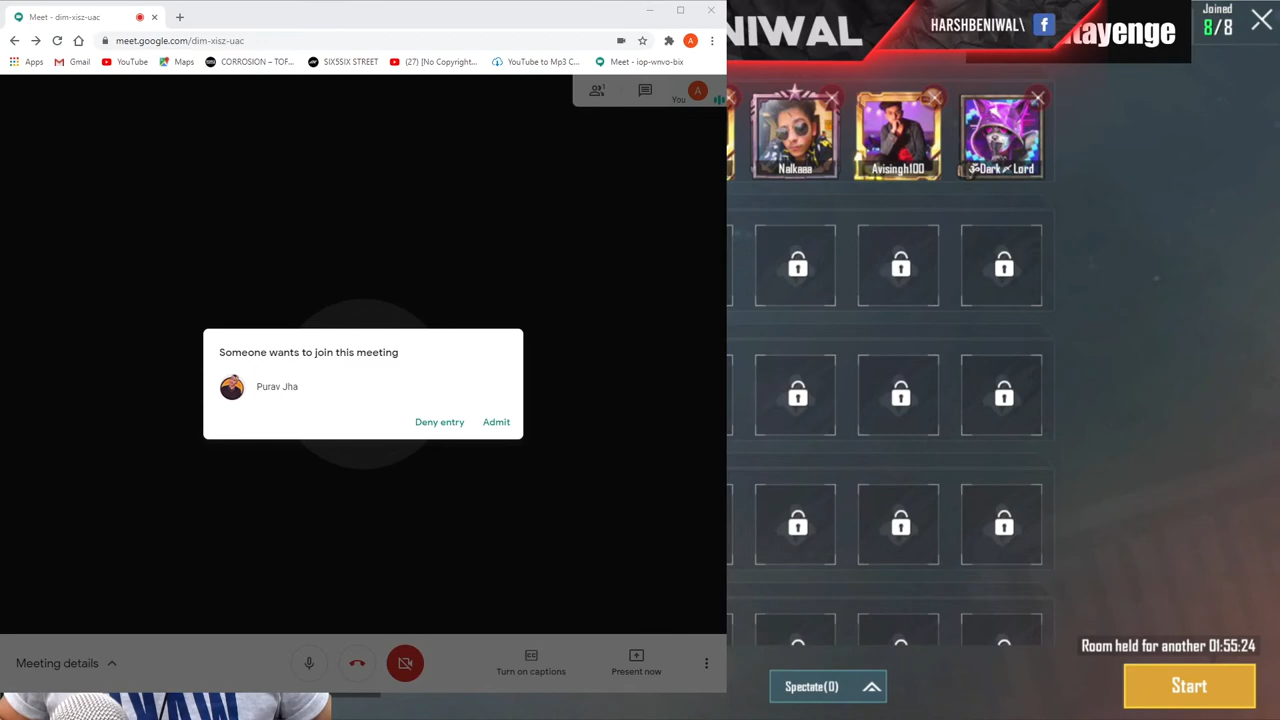 Meet - dim-xisz-uac
meet.google.com/dim-xisz-uac
A
Apps
Gmail
YouTube
Maps
CORROSION – TOF...
SIX5SIX STREET
(27) [No Copyright...
YouTube to Mp3 C...
Meet - iop-wnvo-bix
You
A
Someone wants to join this meeting
Purav Jha
Deny entry
Admit
Meeting details
CC
Turn on captions
Present now
NIWAL
HARSHBENIWAL\
f
tayenge
Joined
8/8
Nalkaaa
Avisingh100
Dark Lord
Room held for another 01:55:24
Spectate(0)
Start